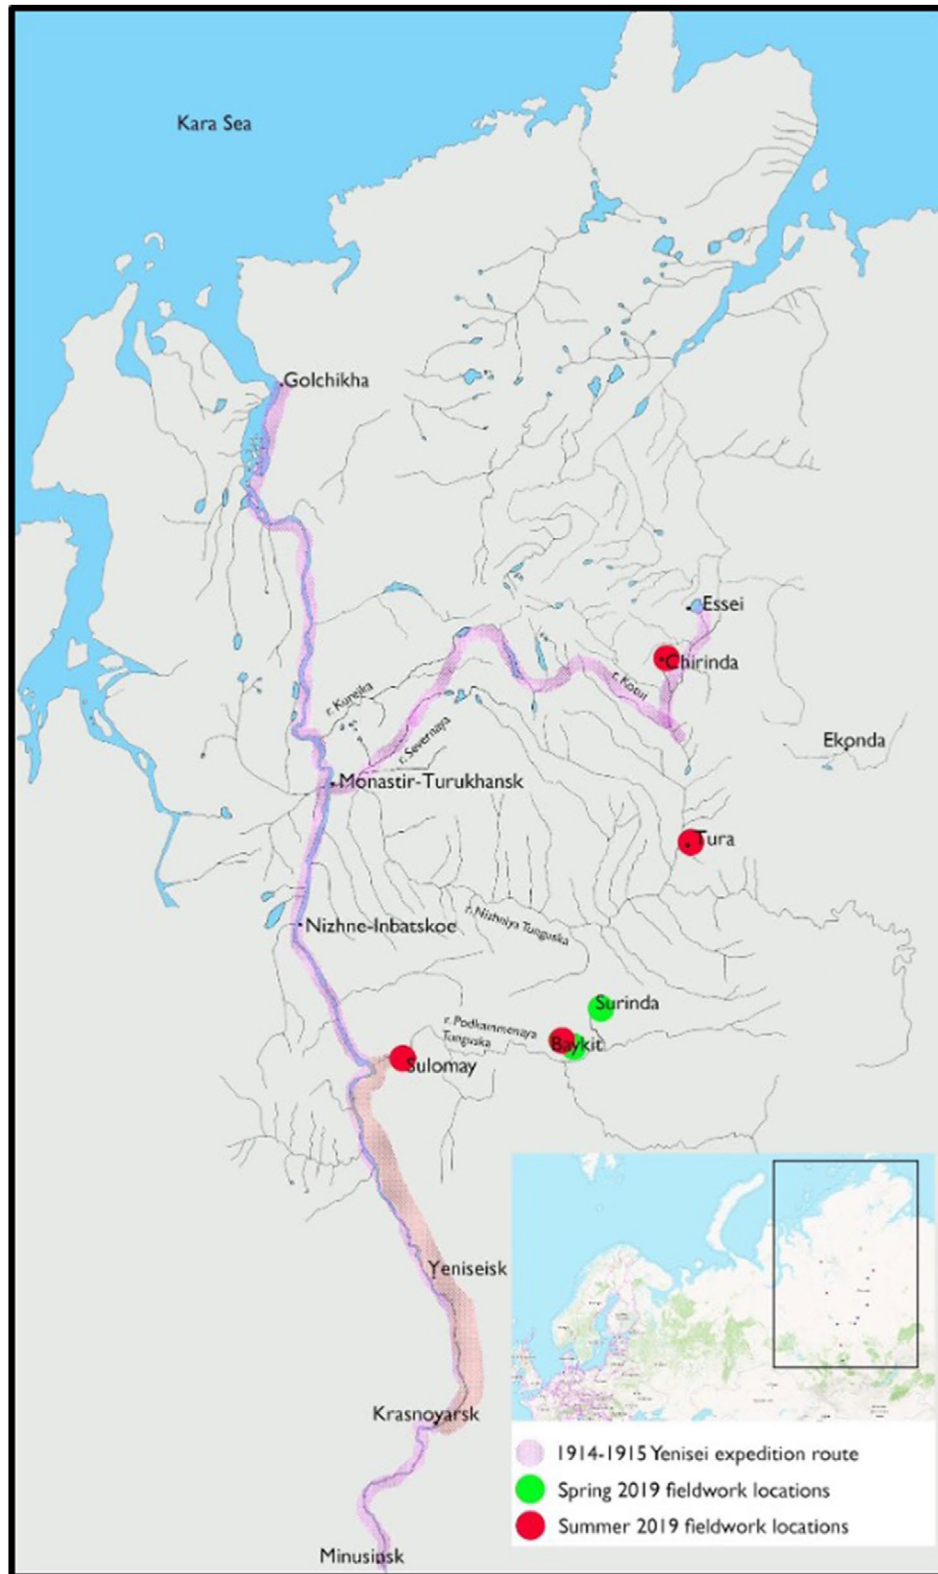 Kara Sea
Golchikha
Essei
Chirinda
r. Kotui
r. Kureika
r. Severnaya
Ekonda
Monastir-Turukhansk
Tura
Nizhne-Inbatskoe
r. Nizhniya Tunguska
Surinda
r. Podkammenaya
Tunguska
Baykit
Sulomay
Yeniseisk
Krasnoyarsk
Minusinsk
1914-1915 Yenisei expedition route
Spring 2019 fieldwork locations
Summer 2019 fieldwork locations